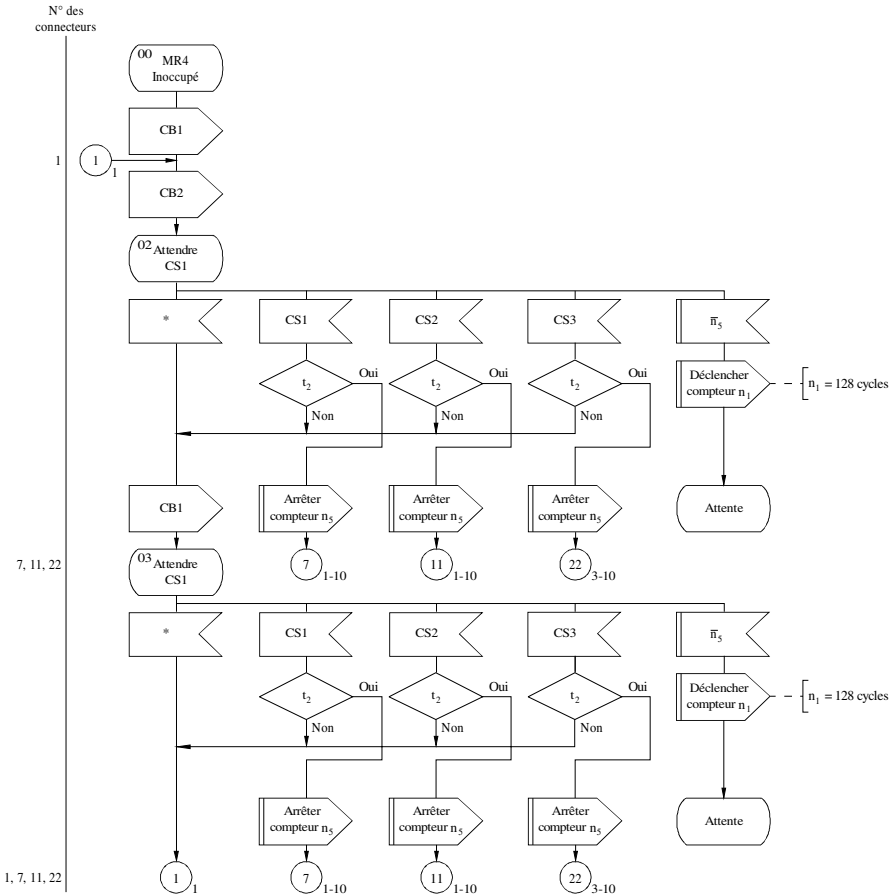 N° des
connecteurs
00
MR4
Inoccupé
CB1
1
1
1
CB2
02 Attendre
CS1
* CS1 CS2 CS3 n̅5
t2 Oui t2 Oui t2 Oui
Déclencher
compteur n1
n1 = 128 cycles
Non Non Non
CB1
Arrêter
compteur n5
Arrêter
compteur n5
Arrêter
compteur n5
Attente
7, 11, 22
03 Attendre
CS1
7 1-10 11 1-10 22 3-10
* CS1 CS2 CS3 n̅5
t2 Oui t2 Oui t2 Oui
Déclencher
compteur n1
n1 = 128 cycles
Non Non Non
Arrêter
compteur n5
Arrêter
compteur n5
Arrêter
compteur n5
Attente
1, 7, 11, 22
1 1 7 1-10 11 1-10 22 3-10